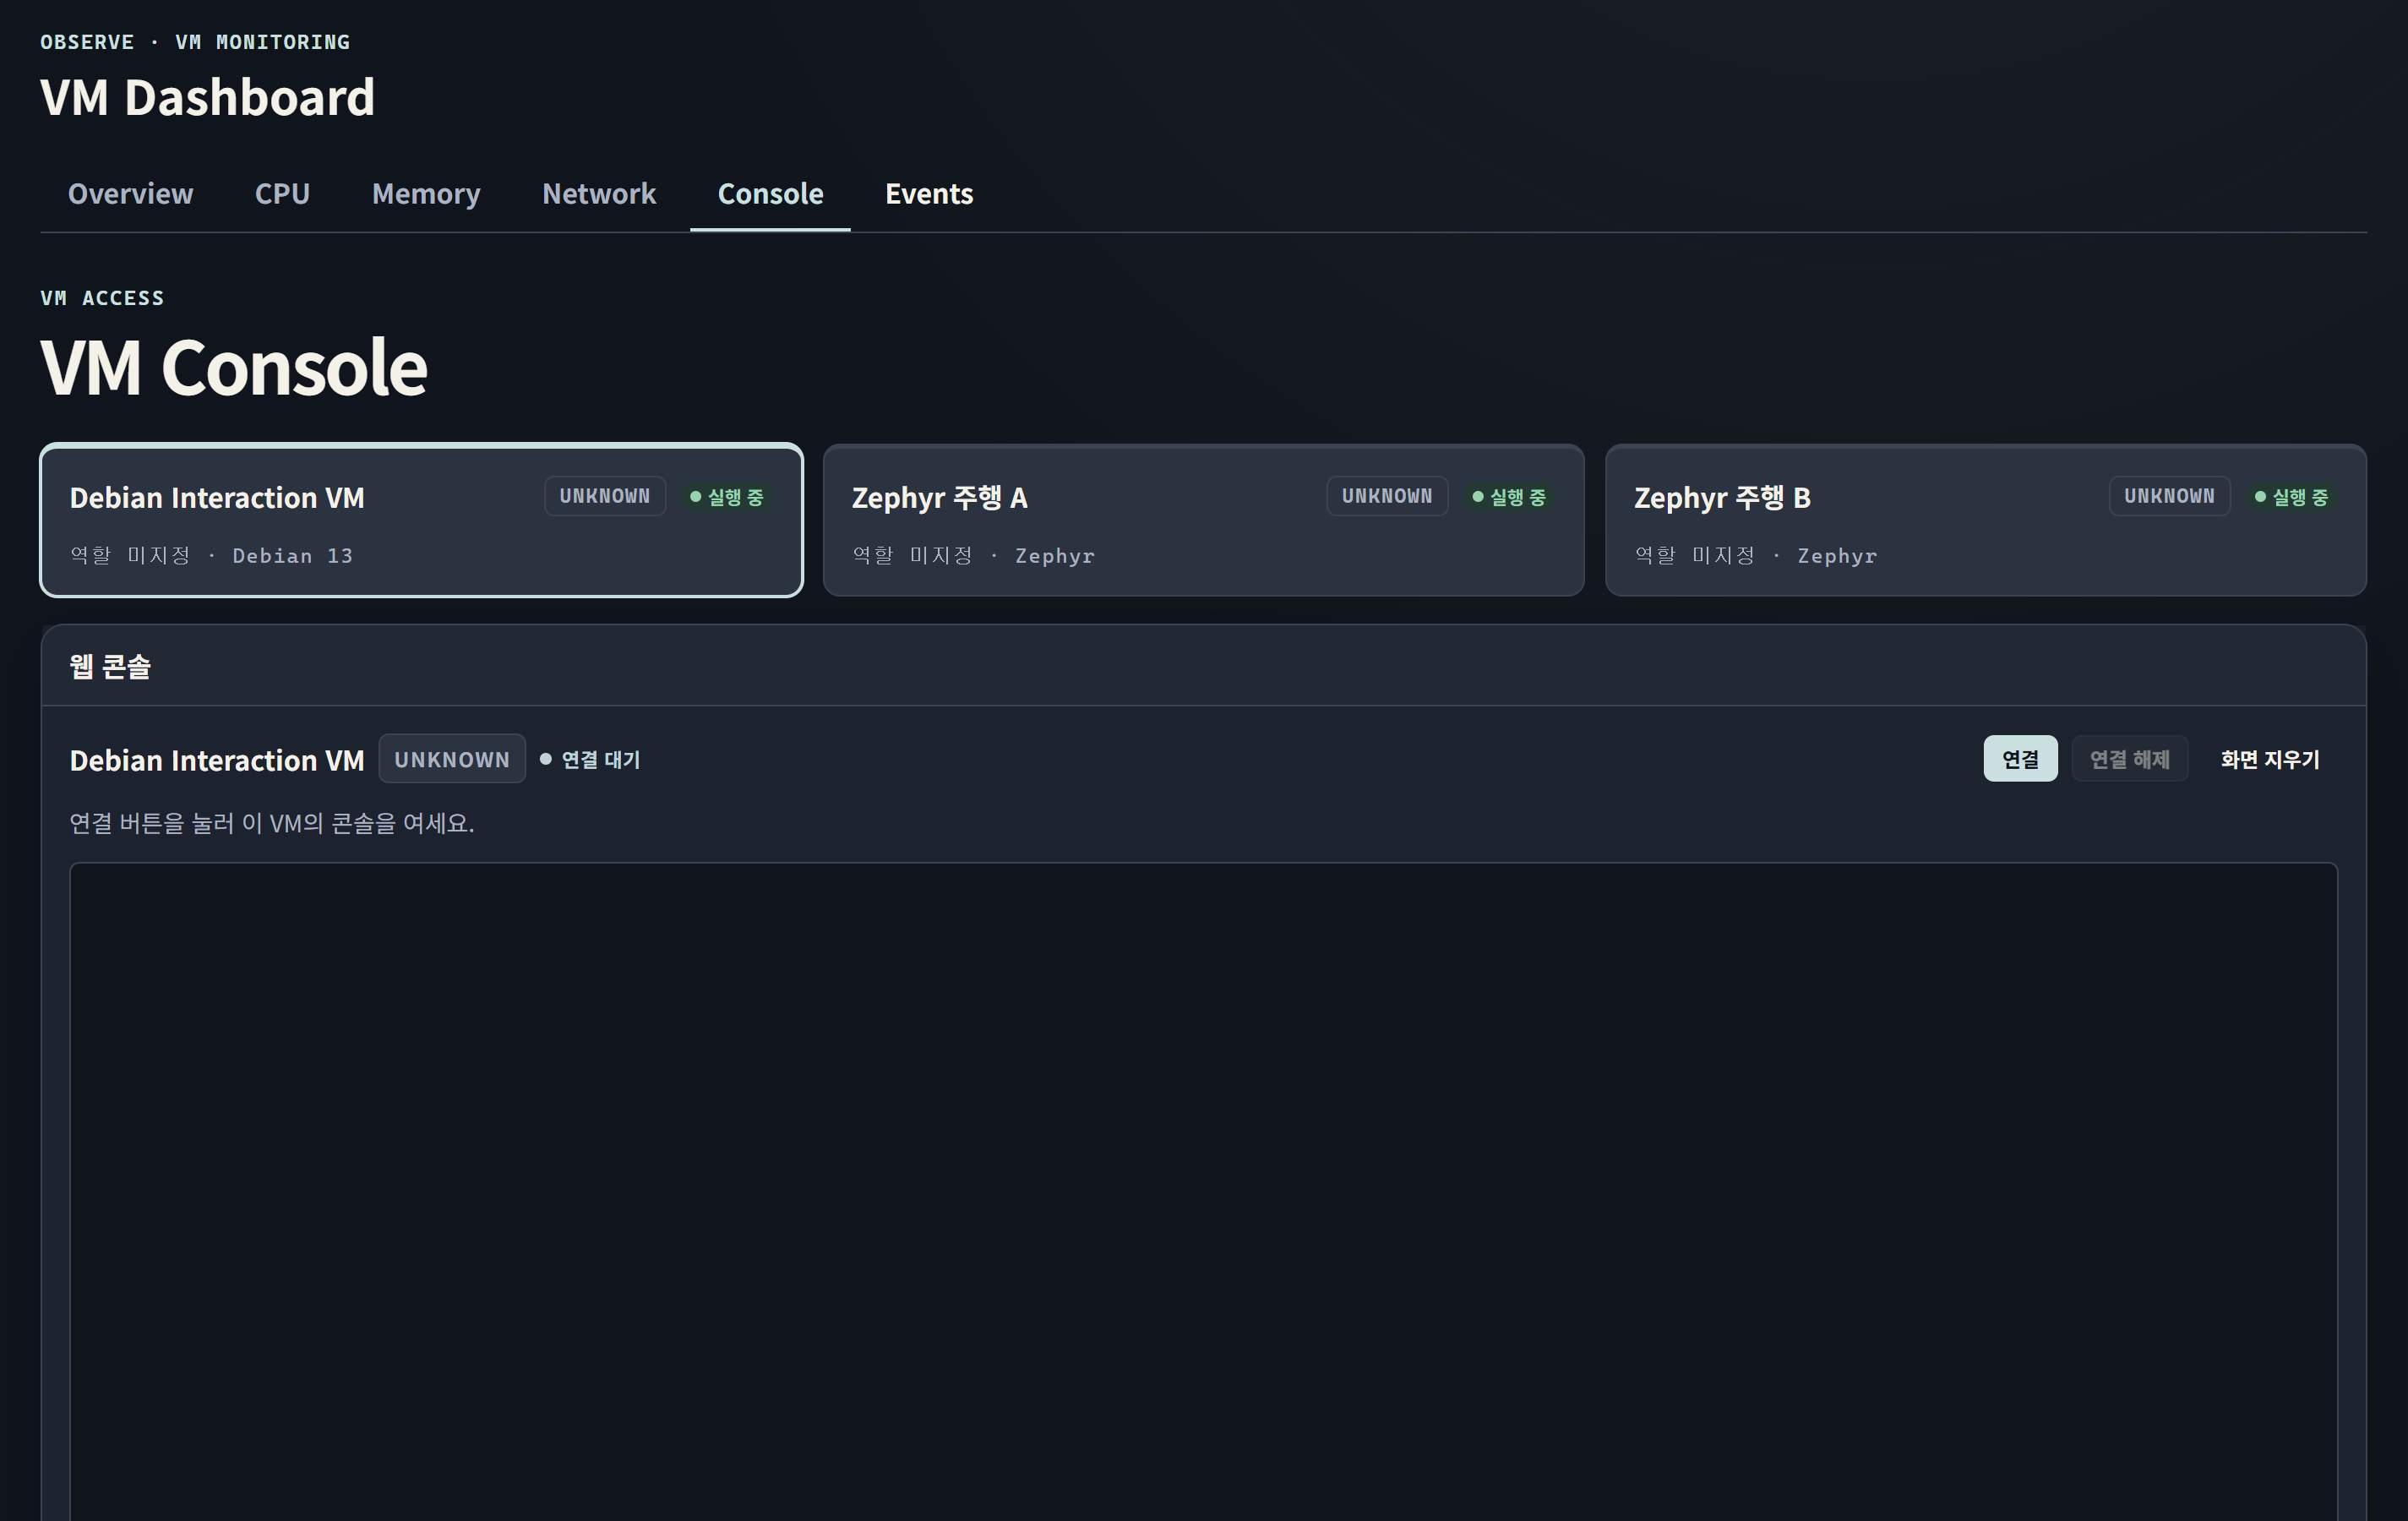 OBSERVE · VM MONITORING
VM Dashboard
Overview CPU Memory Network Console Events
VM ACCESS
VM Console
Debian Interaction VM UNKNOWN 실행 중
역할 미지정 · Debian 13
Zephyr 주행 A UNKNOWN 실행 중
역할 미지정 · Zephyr
Zephyr 주행 B UNKNOWN 실행 중
역할 미지정 · Zephyr
웹 콘솔
Debian Interaction VM UNKNOWN 연결 대기 연결 연결 해제 화면 지우기
연결 버튼을 눌러 이 VM의 콘솔을 여세요.